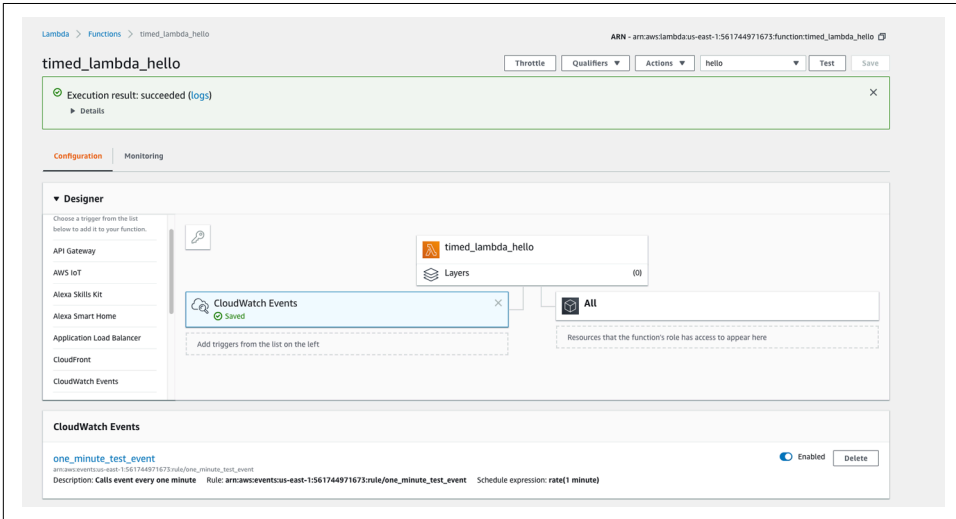 Lambda > Functions > timed_lambda_hello
ARN - arn:aws:lambda:us-east-1:561744971673:function:timed_lambda_hello
timed_lambda_hello
Throttle Qualifiers ▼ Actions ▼ hello ▼ Test Save
Execution result: succeeded (logs)
▶ Details
Configuration Monitoring
▼ Designer
Choose a trigger from the list
below to add it to your function.
API Gateway
AWS IoT
Alexa Skills Kit
Alexa Smart Home
Application Load Balancer
CloudFront
CloudWatch Events
timed_lambda_hello
Layers (0)
CloudWatch Events
Saved
Add triggers from the list on the left
All
Resources that the function's role has access to appear here
CloudWatch Events
one_minute_test_event
Enabled Delete
arn:aws:events:us-east-1:561744971673:rule/one_minute_test_event
Description: Calls event every one minute Rule: arn:aws:events:us-east-1:561744971673:rule/one_minute_test_event Schedule expression: rate(1 minute)